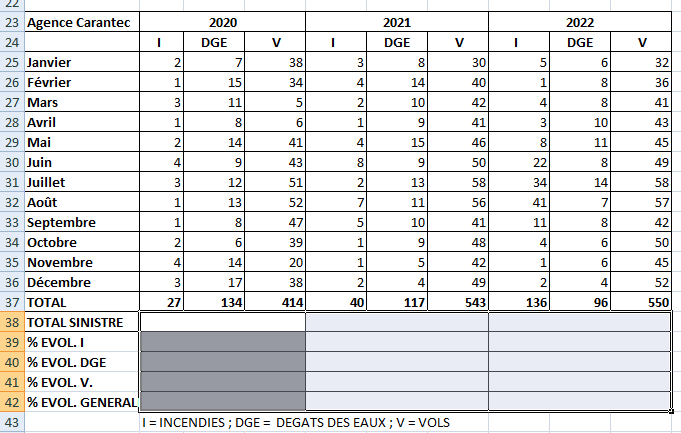 22
23 Agence Carantec 2020 2021 2022
24 I DGE V I DGE V I DGE V
25 Janvier 2 7 38 3 8 30 5 6 32
26 Février 1 15 34 4 14 40 1 8 36
27 Mars 3 11 5 2 10 42 4 8 41
28 Avril 1 8 6 1 9 41 3 10 43
29 Mai 2 14 41 4 15 46 8 11 45
30 Juin 4 9 43 8 9 50 22 8 49
31 Juillet 3 12 51 2 13 58 34 14 58
32 Août 1 13 52 7 11 56 41 7 57
33 Septembre 1 8 47 5 10 41 11 8 42
34 Octobre 2 6 39 1 9 48 4 6 50
35 Novembre 4 14 20 1 5 42 1 6 45
36 Décembre 3 17 38 2 4 49 2 4 52
37 TOTAL 27 134 414 40 117 543 136 96 550
38 TOTAL SINISTRE
39 % EVOL. I
40 % EVOL. DGE
41 % EVOL. V.
42 % EVOL. GENERAL
43 I = INCENDIES ; DGE = DEGATS DES EAUX ; V = VOLS